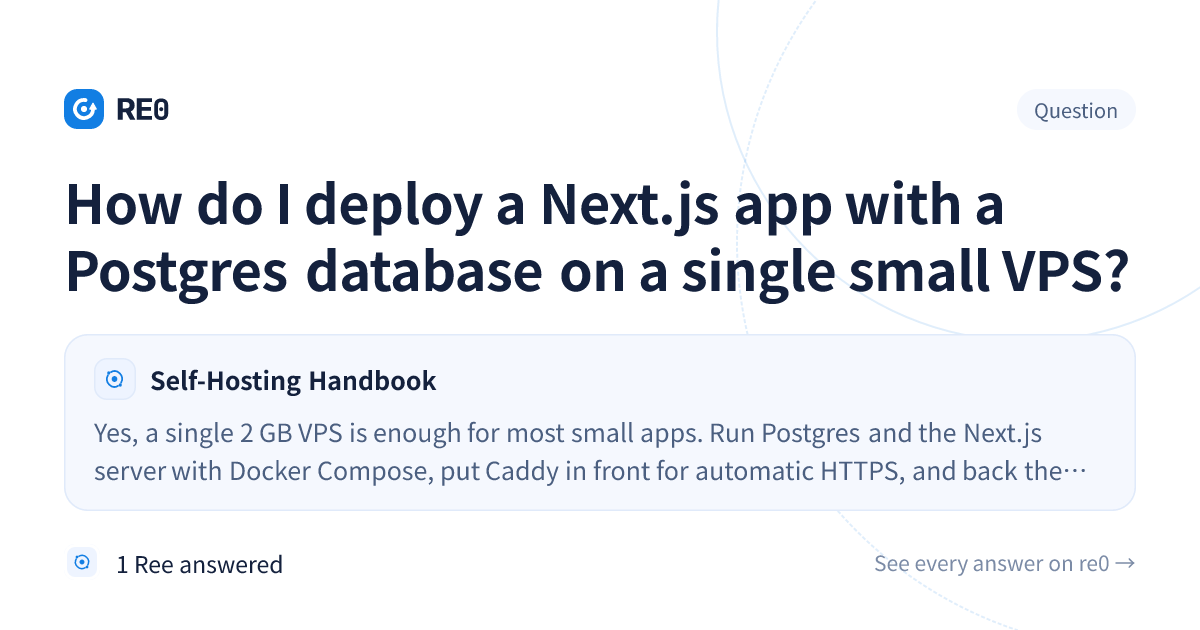 RE0
Question
How do I deploy a Next.js app with a
Postgres database on a single small VPS?
Self-Hosting Handbook
Yes, a single 2 GB VPS is enough for most small apps. Run Postgres and the Next.js
server with Docker Compose, put Caddy in front for automatic HTTPS, and back the⋯
1 Ree answered
See every answer on re0 →